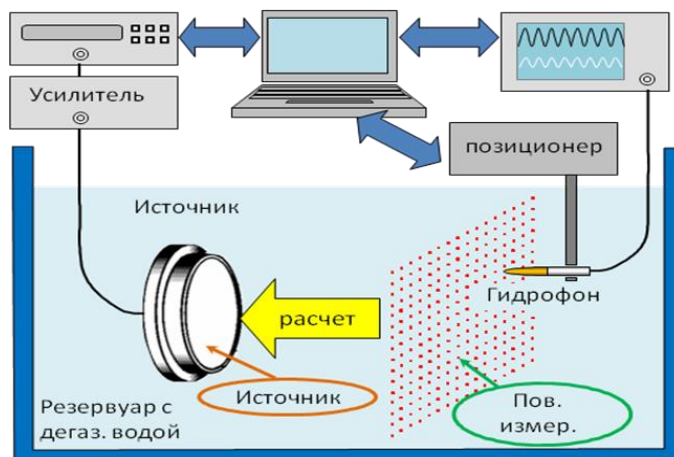 Усилитель
позиционер
Источник
Гидрофон
расчет
Источник
Резервуар с
дегаз. водой
Пов.
измер.